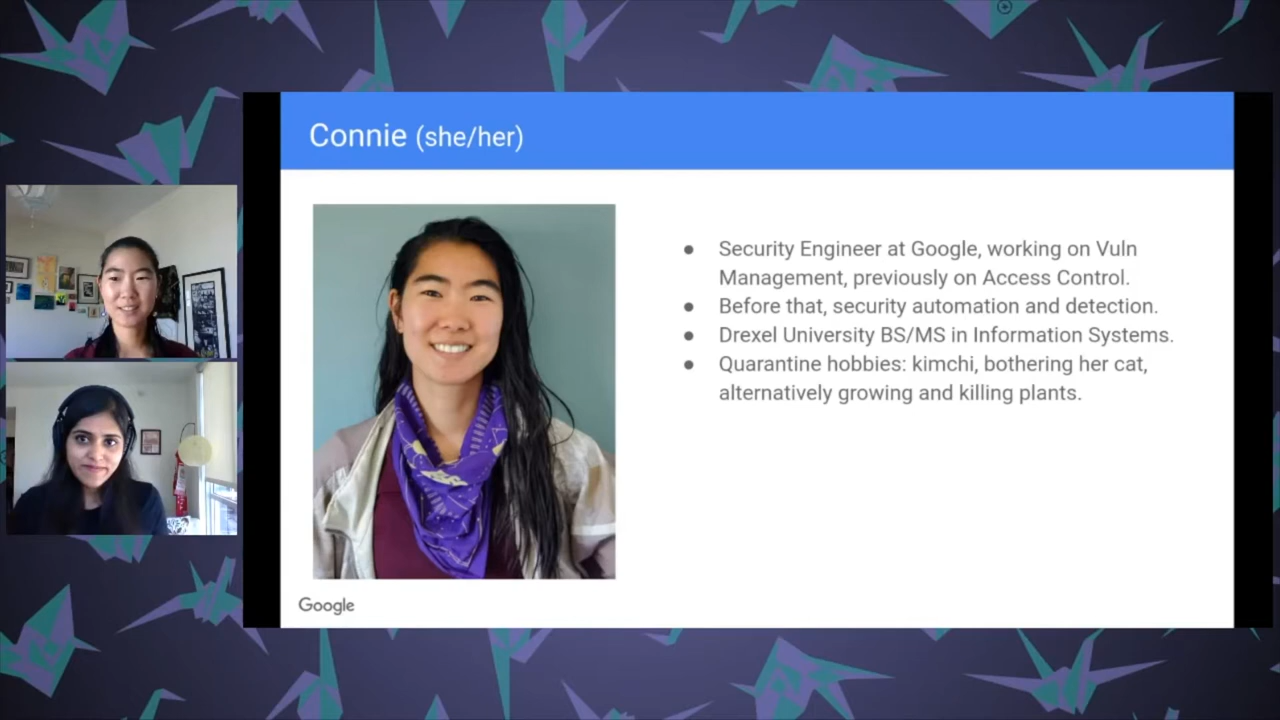 Connie (she/her)
● Security Engineer at Google, working on Vuln
Management, previously on Access Control.
● Before that, security automation and detection.
● Drexel University BS/MS in Information Systems.
● Quarantine hobbies: kimchi, bothering her cat,
alternatively growing and killing plants.
Google